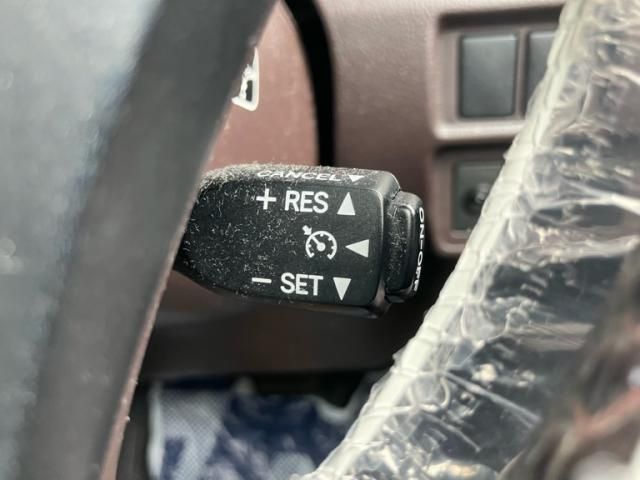 CANCEL ▼
+ RES ▲
◀
− SET ▼
ON-OFF